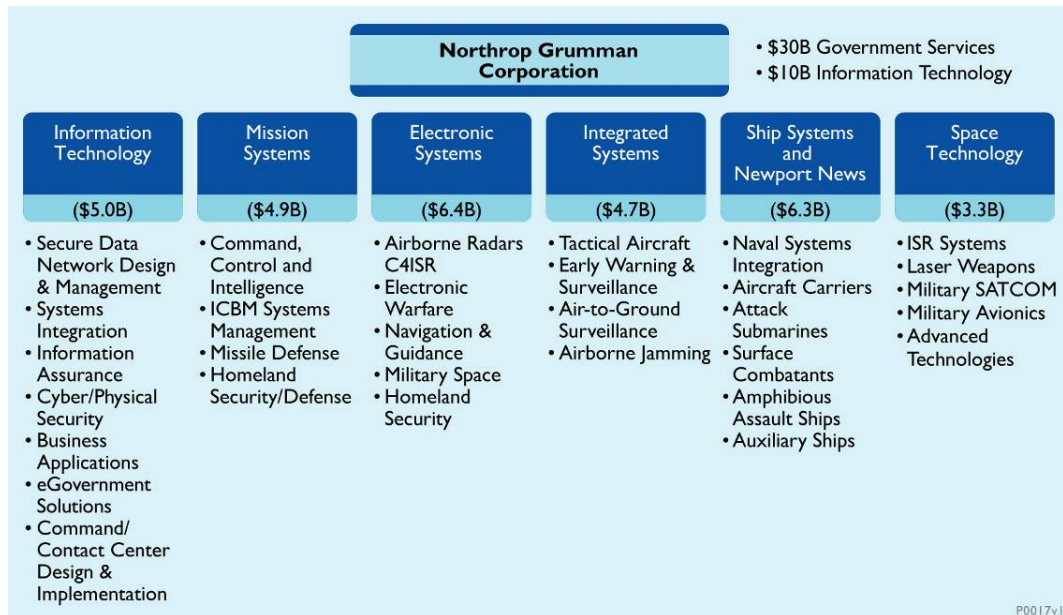 Northrop Grumman
Corporation
• $30B Government Services
• $10B Information Technology
Information
Technology
($5.0B)
• Secure Data
Network Design
& Management
• Systems
Integration
• Information
Assurance
• Cyber/Physical
Security
• Business
Applications
• eGovernment
Solutions
• Command/
Contact Center
Design &
Implementation
Mission
Systems
($4.9B)
• Command,
Control and
Intelligence
• ICBM Systems
Management
• Missile Defense
• Homeland
Security/Defense
Electronic
Systems
($6.4B)
• Airborne Radars
C4ISR
• Electronic
Warfare
• Navigation &
Guidance
• Military Space
• Homeland
Security
Integrated
Systems
($4.7B)
• Tactical Aircraft
• Early Warning &
Surveillance
• Air-to-Ground
Surveillance
• Airborne Jamming
Ship Systems
and
Newport News
($6.3B)
• Naval Systems
Integration
• Aircraft Carriers
• Attack
Submarines
• Surface
Combatants
• Amphibious
Assault Ships
• Auxiliary Ships
Space
Technology
($3.3B)
• ISR Systems
• Laser Weapons
• Military SATCOM
• Military Avionics
• Advanced
Technologies
P0017v1